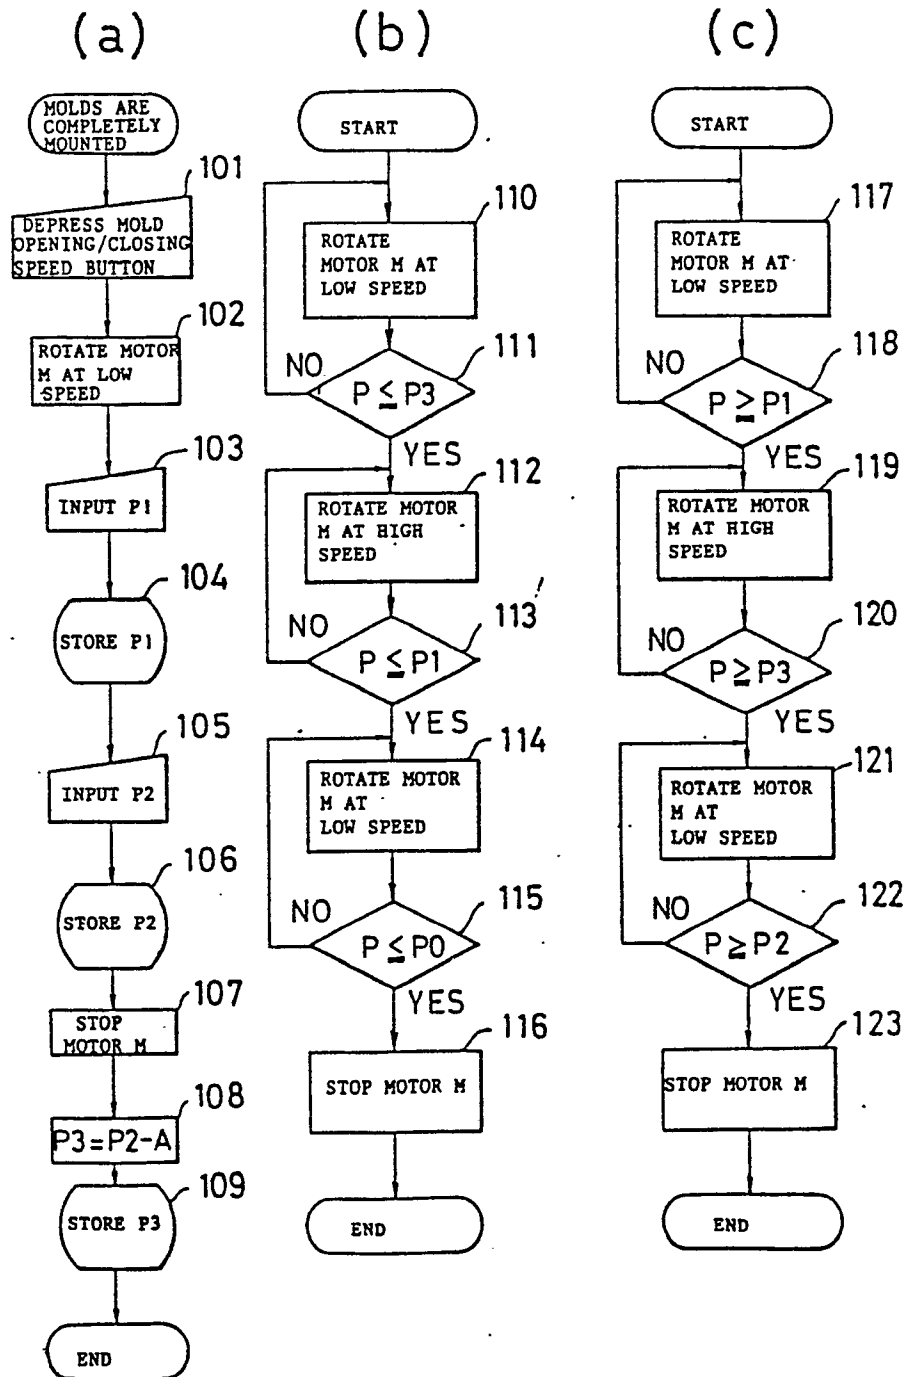 (a)
MOLDS ARE
COMPLETELY
MOUNTED
101
DEPRESS MOLD
OPENING/CLOSING
SPEED BUTTON
102
ROTATE MOTOR
M AT LOW
SPEED
103
INPUT P1
104
STORE P1
105
INPUT P2
106
STORE P2
107
STOP
MOTOR M
108
P3=P2-A
109
STORE P3
END
(b)
START
110
ROTATE
MOTOR M AT
LOW SPEED
111
NO
P ≤ P3
YES
112
ROTATE MOTOR
M AT HIGH
SPEED
113
NO
P ≤ P1
YES
114
ROTATE MOTOR
M AT
LOW SPEED
115
NO
P ≤ P0
YES
116
STOP MOTOR M
END
(c)
START
117
ROTATE
MOTOR M AT
LOW SPEED
118
NO
P ≥ P1
YES
119
ROTATE MOTOR
M AT HIGH
SPEED
120
NO
P ≥ P3
YES
121
ROTATE MOTOR
M AT
LOW SPEED
122
NO
P ≥ P2
YES
123
STOP MOTOR M
END